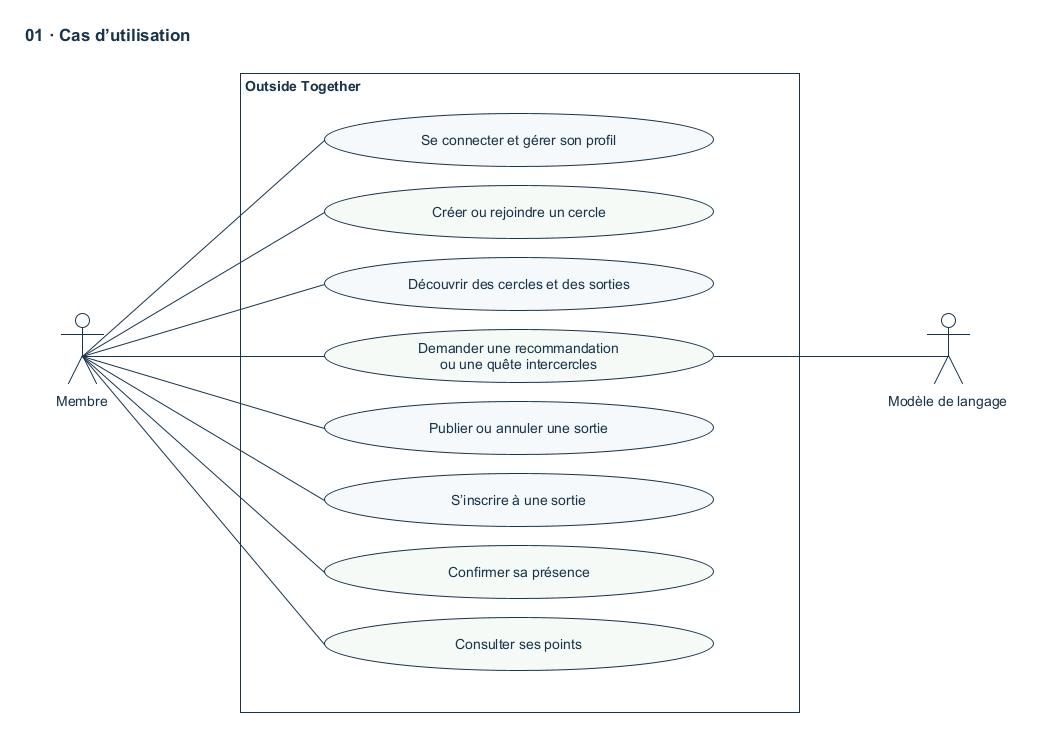 01 · Cas d’utilisation
Outside Together
Se connecter et gérer son profil
Créer ou rejoindre un cercle
Découvrir des cercles et des sorties
Demander une recommandation
ou une quête intercercles
Publier ou annuler une sortie
S’inscrire à une sortie
Confirmer sa présence
Consulter ses points
Membre
Modèle de langage